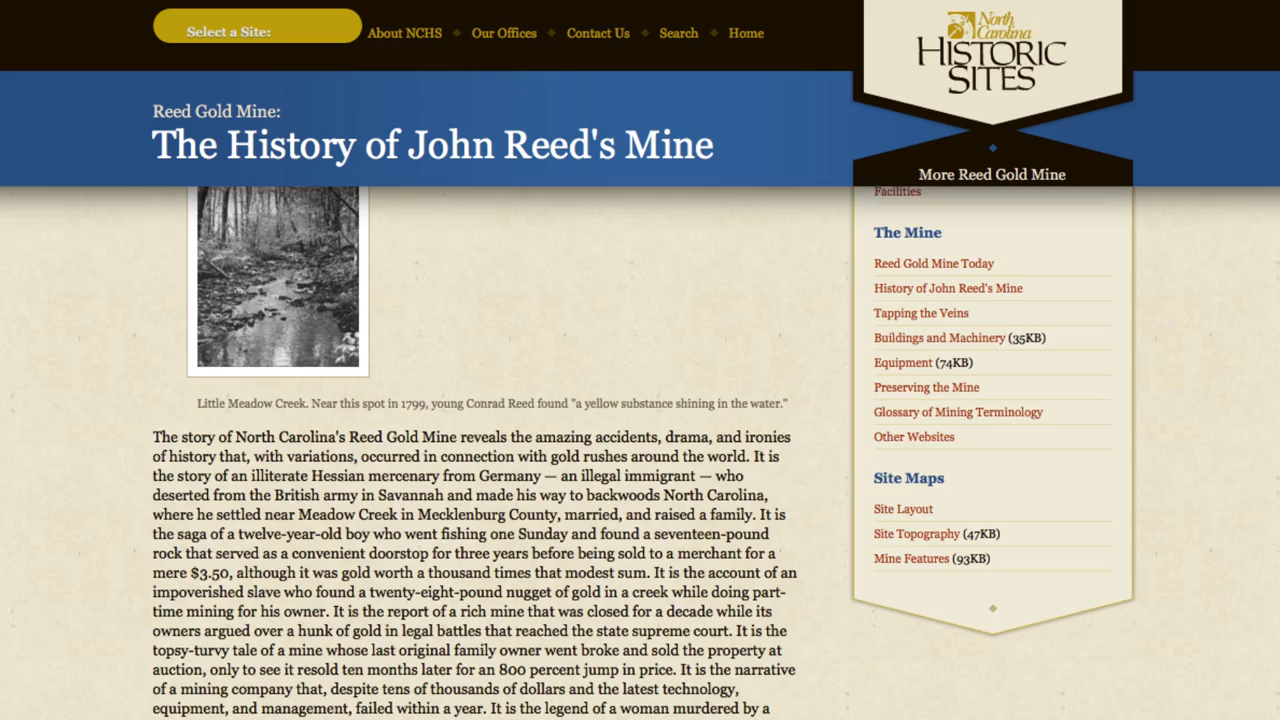 Select a Site:
About NCHS
Our Offices
Contact Us
Search
Home
North
Carolina
HISTORIC
SITES
Reed Gold Mine:
The History of John Reed's Mine
More Reed Gold Mine
Little Meadow Creek. Near this spot in 1799, young Conrad Reed found "a yellow substance shining in the water."
The story of North Carolina's Reed Gold Mine reveals the amazing accidents, drama, and ironies
of history that, with variations, occurred in connection with gold rushes around the world. It is
the story of an illiterate Hessian mercenary from Germany — an illegal immigrant — who
deserted from the British army in Savannah and made his way to backwoods North Carolina,
where he settled near Meadow Creek in Mecklenburg County, married, and raised a family. It is
the saga of a twelve-year-old boy who went fishing one Sunday and found a seventeen-pound
rock that served as a convenient doorstop for three years before being sold to a merchant for a
mere $3.50, although it was gold worth a thousand times that modest sum. It is the account of an
impoverished slave who found a twenty-eight-pound nugget of gold in a creek while doing part-
time mining for his owner. It is the report of a rich mine that was closed for a decade while its
owners argued over a hunk of gold in legal battles that reached the state supreme court. It is the
topsy-turvy tale of a mine whose last original family owner went broke and sold the property at
auction, only to see it resold ten months later for an 800 percent jump in price. It is the narrative
of a mining company that, despite tens of thousands of dollars and the latest technology,
equipment, and management, failed within a year. It is the legend of a woman murdered by a
Facilities
The Mine
Reed Gold Mine Today
History of John Reed's Mine
Tapping the Veins
Buildings and Machinery (35KB)
Equipment (74KB)
Preserving the Mine
Glossary of Mining Terminology
Other Websites
Site Maps
Site Layout
Site Topography (47KB)
Mine Features (93KB)